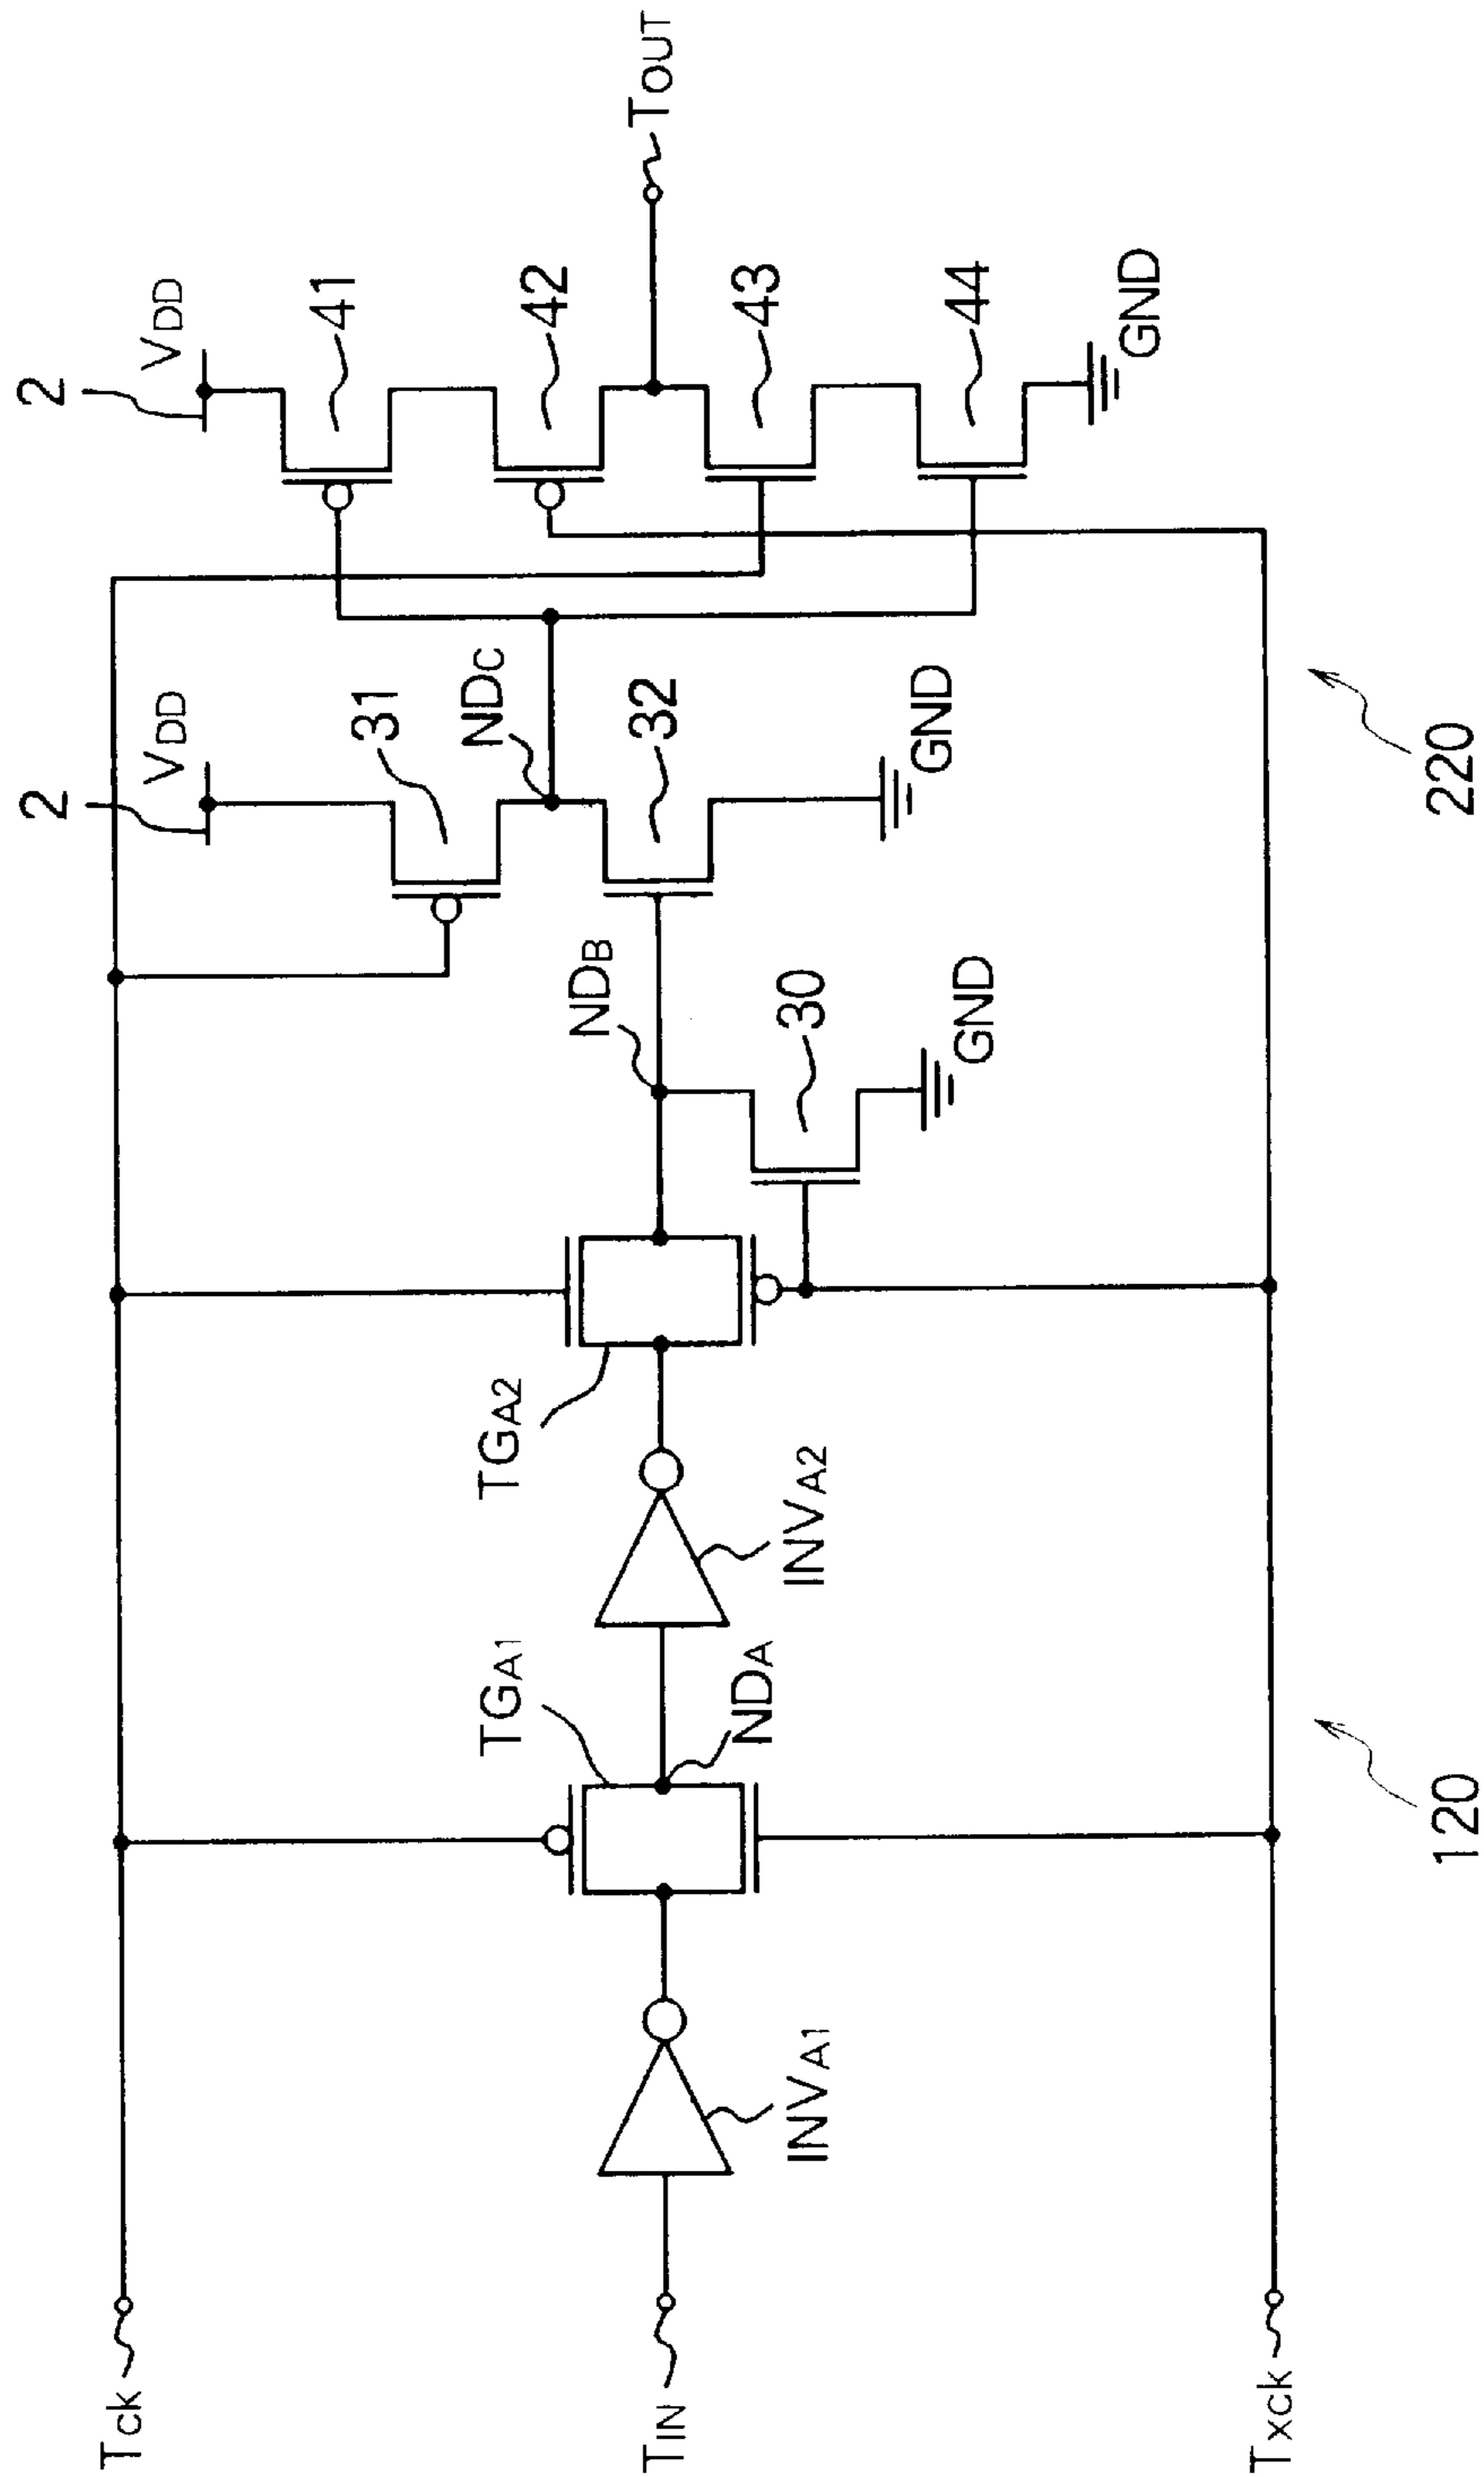 Tck
TIN
Txck
INVA1
TGA1
NDA
INVA2
TGA2
NDB
30
GND
2
VDD
31
NDC
32
GND
2
VDD
41
42
43
44
GND
TOUT
120
220